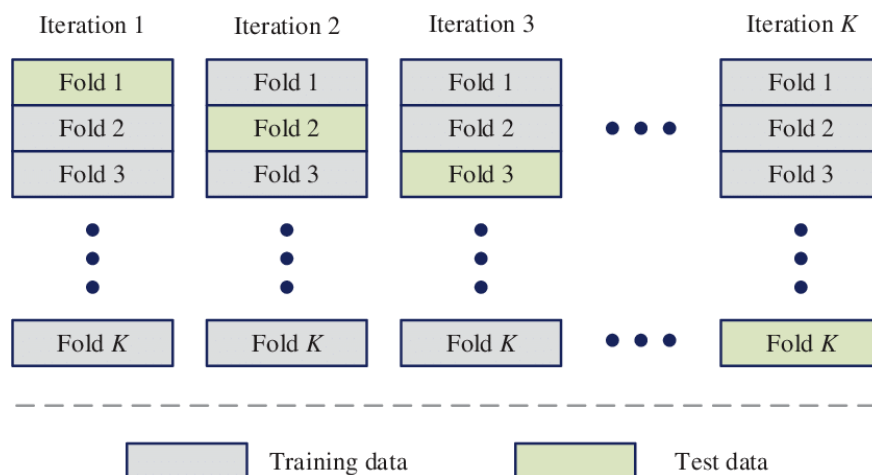 Iteration 1 Iteration 2 Iteration 3 Iteration K
Fold 1 Fold 1 Fold 1 Fold 1
Fold 2 Fold 2 Fold 2 Fold 2
Fold 3 Fold 3 Fold 3 Fold 3
Fold K Fold K Fold K Fold K
Training data Test data